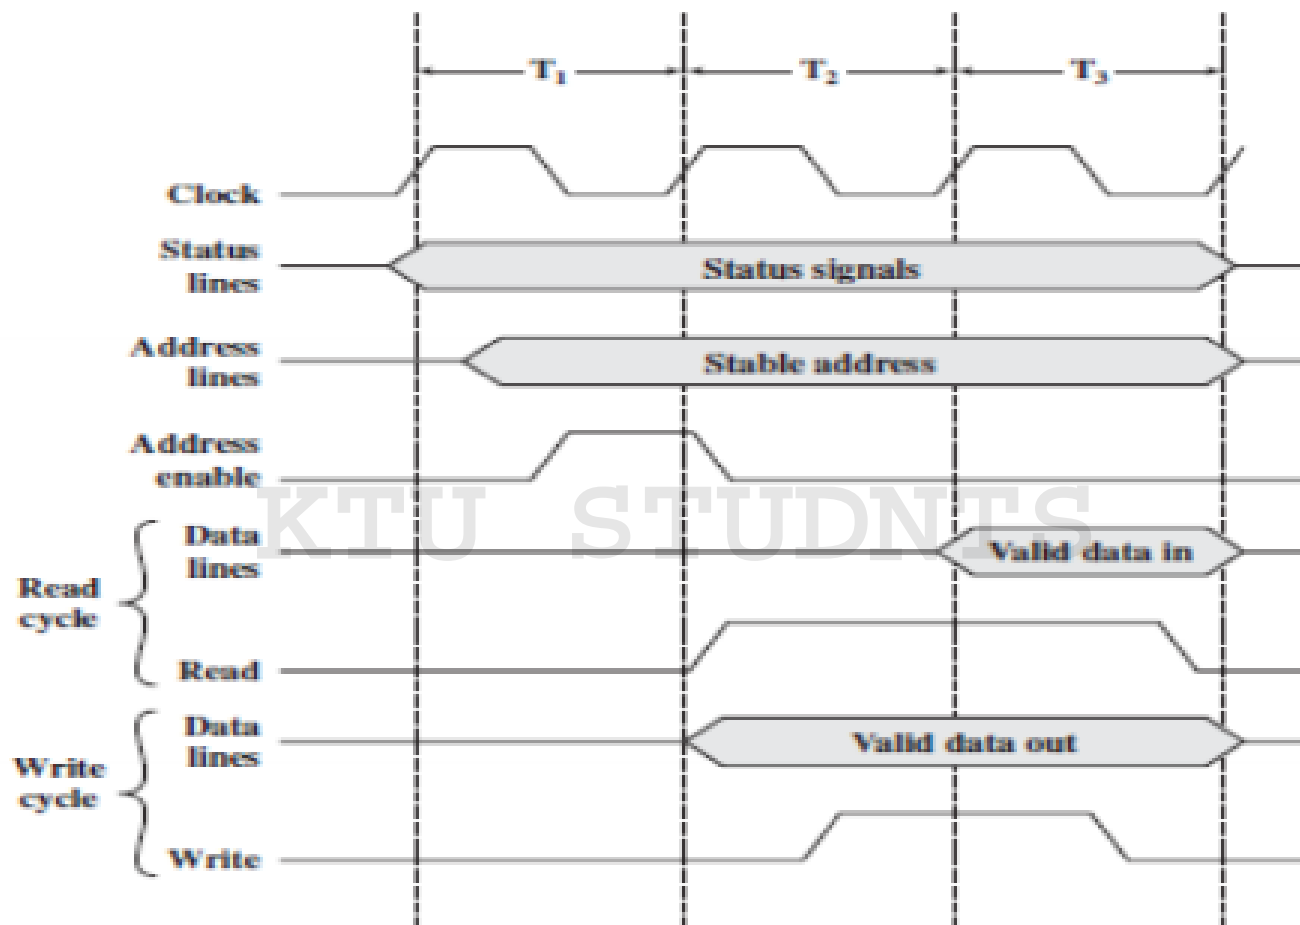 T1 T2 T3
Clock
Status
lines
Status signals
Address
lines
Stable address
Address
enable
KTU STUDNTS
Read
cycle
Data
lines
Valid data in
Read
Write
cycle
Data
lines
Valid data out
Write